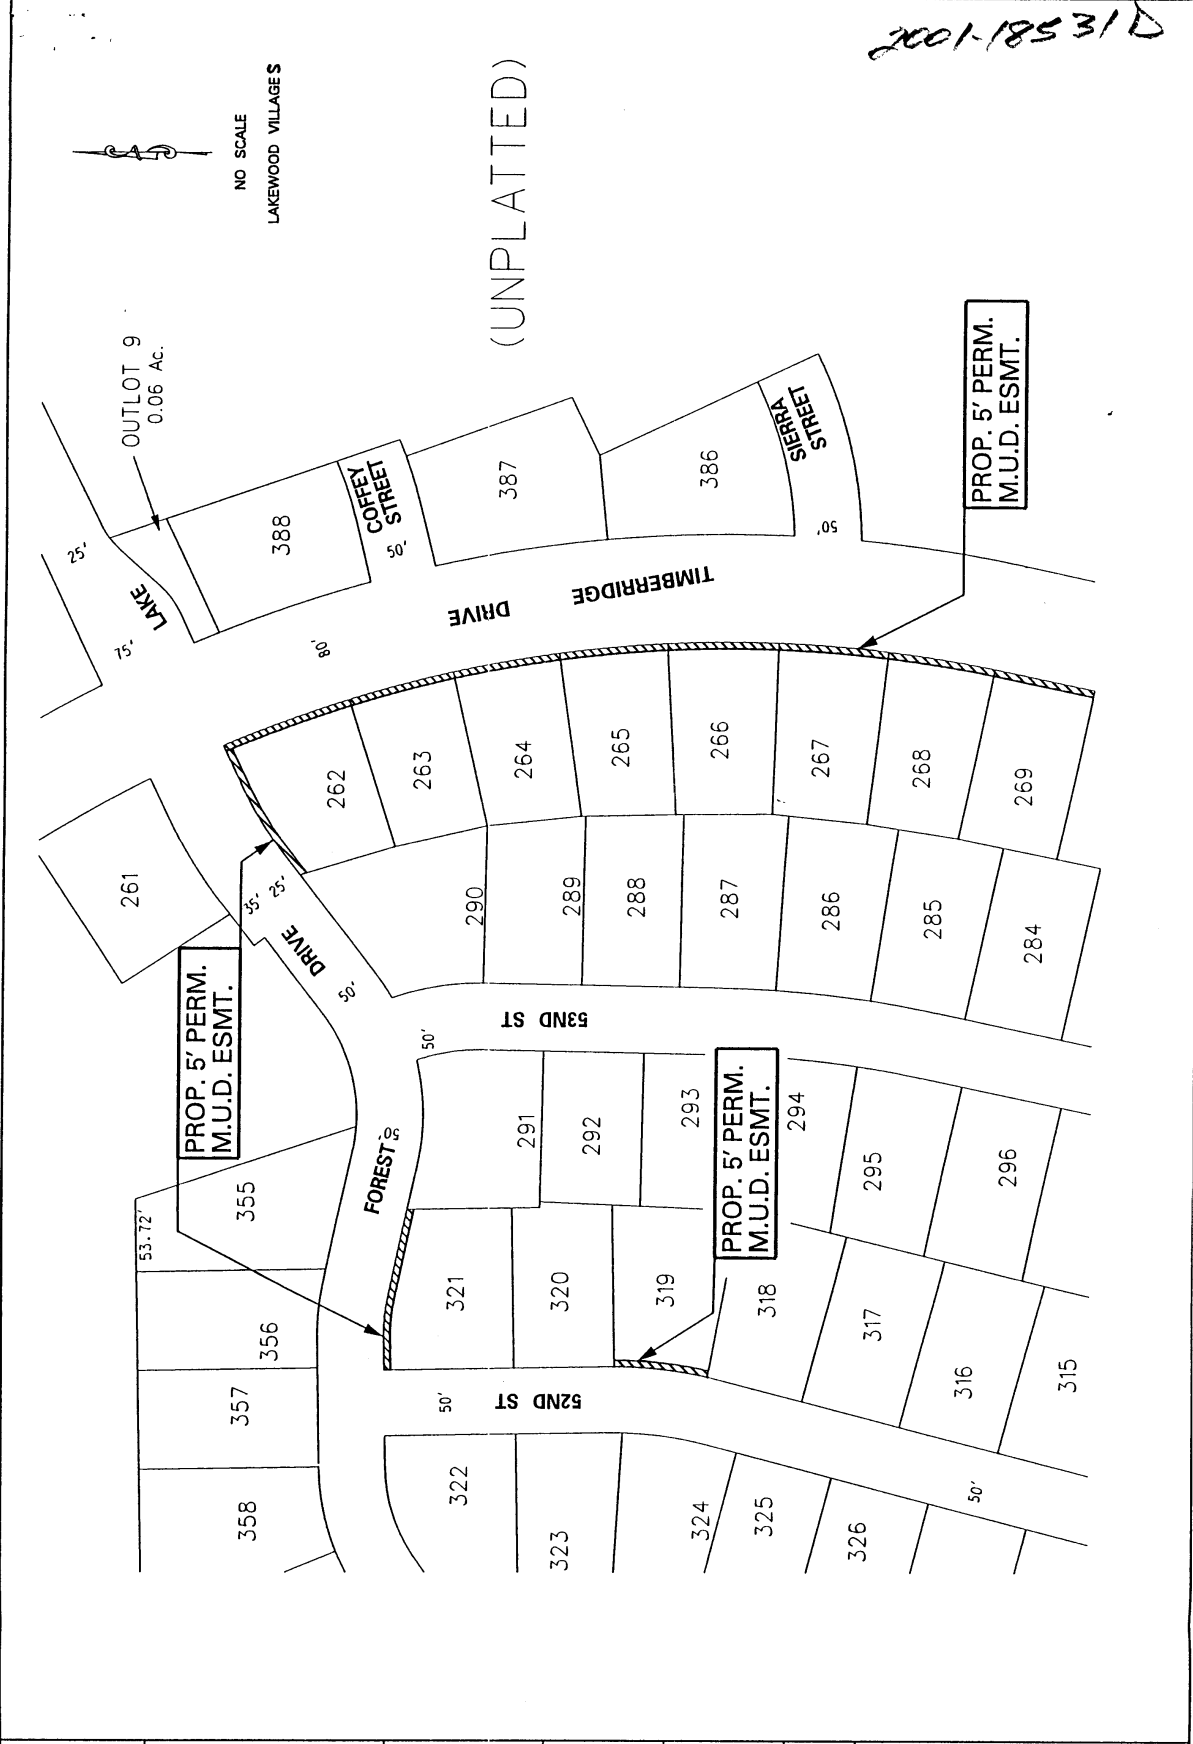 2001-18531D
NO SCALE
LAKEWOOD VILLAGES
(UNPLATTED)
OUTLOT 9
0.06 Ac.
25'
75'
LAKE
80'
388
COFFEY
STREET
50'
387
386
SIERRA
STREET
50'
TIMBERRIDGE
DRIVE
PROP. 5' PERM.
M.U.D. ESMT.
261
262
263
264
265
266
267
268
269
35'
25'
DRIVE
50'
290
289
288
287
286
285
284
PROP. 5' PERM.
M.U.D. ESMT.
53ND ST
50'
50'
FOREST
291
292
293
294
295
296
PROP. 5' PERM.
M.U.D. ESMT.
53.72'
355
356
357
358
321
320
319
318
317
316
315
50'
52ND ST
50'
322
323
324
325
326